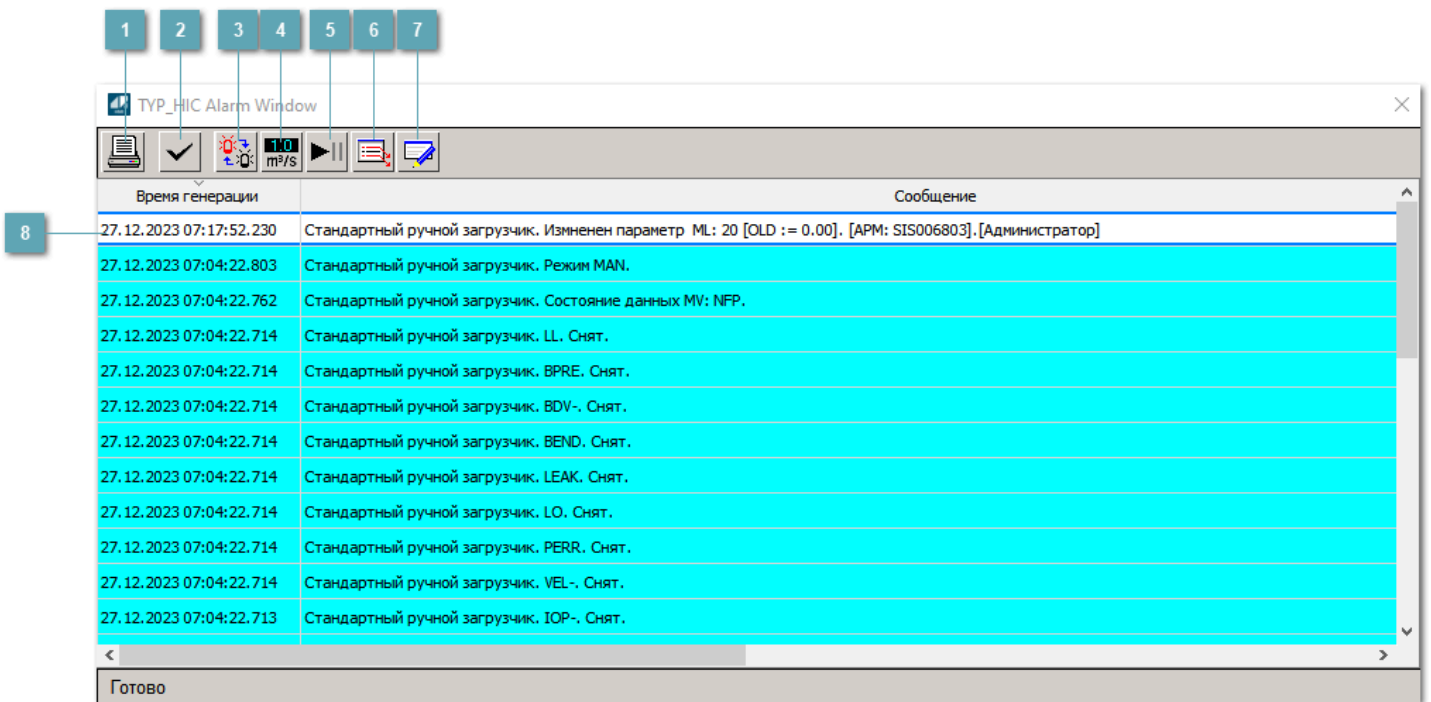 1 2 3 4 5 6 7
TYP_HIC Alarm Window
1.0
m³/s
Время генерации Сообщение
8
27.12.2023 07:17:52.230 Стандартный ручной загрузчик. Измненен параметр ML: 20 [OLD := 0.00]. [АРМ: SIS006803].[Администратор]
27.12.2023 07:04:22.803 Стандартный ручной загрузчик. Режим MAN.
27.12.2023 07:04:22.762 Стандартный ручной загрузчик. Состояние данных MV: NFP.
27.12.2023 07:04:22.714 Стандартный ручной загрузчик. LL. Снят.
27.12.2023 07:04:22.714 Стандартный ручной загрузчик. BPRE. Снят.
27.12.2023 07:04:22.714 Стандартный ручной загрузчик. BDV-. Снят.
27.12.2023 07:04:22.714 Стандартный ручной загрузчик. BEND. Снят.
27.12.2023 07:04:22.714 Стандартный ручной загрузчик. LEAK. Снят.
27.12.2023 07:04:22.714 Стандартный ручной загрузчик. LO. Снят.
27.12.2023 07:04:22.714 Стандартный ручной загрузчик. PERR. Снят.
27.12.2023 07:04:22.714 Стандартный ручной загрузчик. VEL-. Снят.
27.12.2023 07:04:22.713 Стандартный ручной загрузчик. IOP-. Снят.
Готово